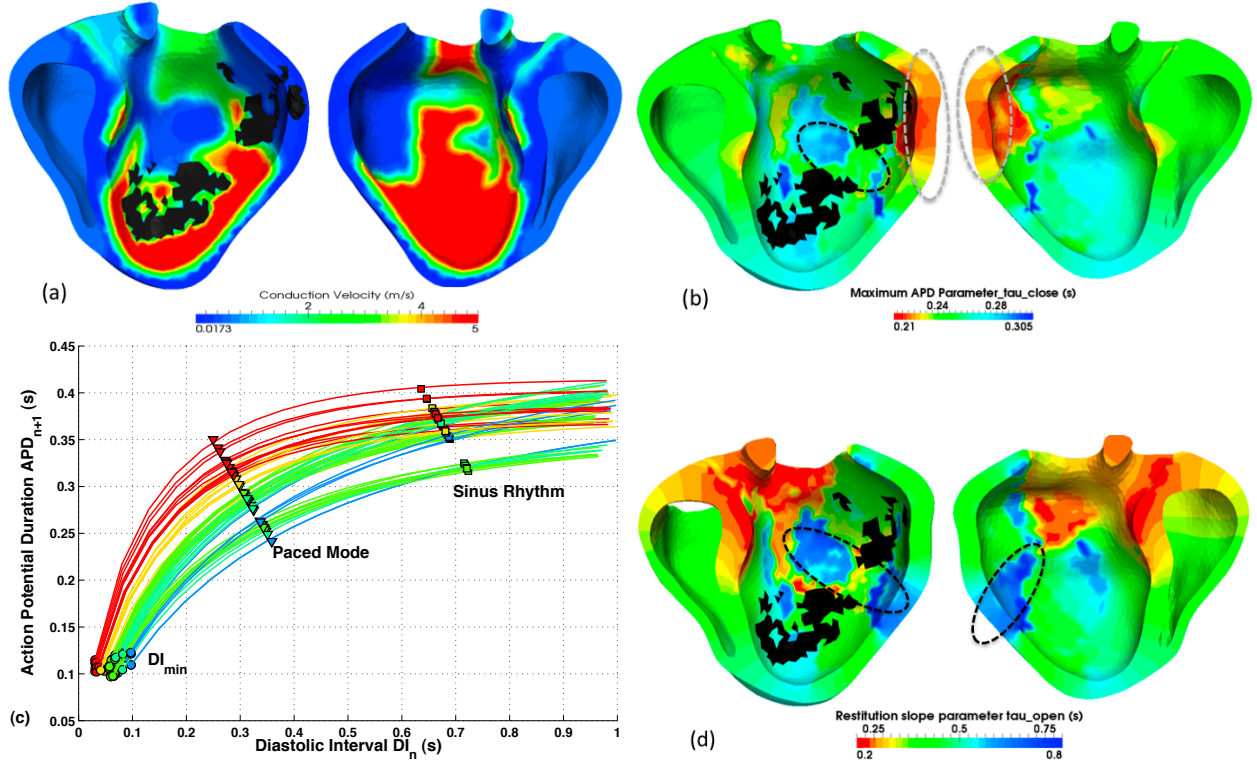 (a)
Conduction Velocity (m/s)
2 4
0.0173 5
(b)
Maximum APD Parameter_tau_close (s)
0.24 0.28
0.21 0.305
Action Potential Duration APDn+1 (s)
0.45
0.4
0.35
0.3
0.25
0.2
0.15
0.1
0.05
Sinus Rhythm
Paced Mode
DImin
(c)
0 0.1 0.2 0.3 0.4 0.5 0.6 0.7 0.8 0.9 1
Diastolic Interval DIn (s)
(d)
Restitution slope parameter tau_open (s)
0.25 0.5 0.75
0.2 0.8